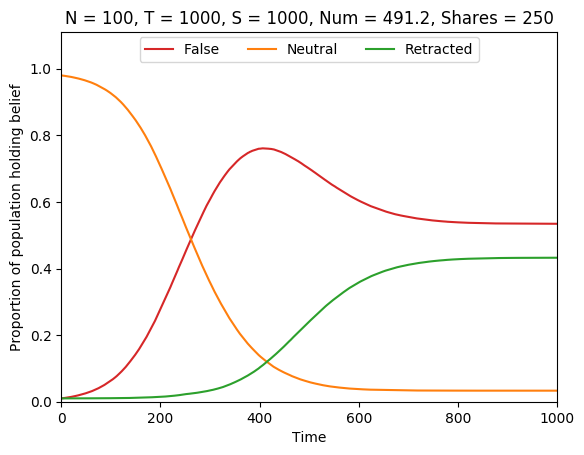 N = 100, T = 1000, S = 1000, Num = 491.2, Shares = 250
False Neutral Retracted
Proportion of population holding belief
1.0
0.8
0.6
0.4
0.2
0.0
0 200 400 600 800 1000
Time